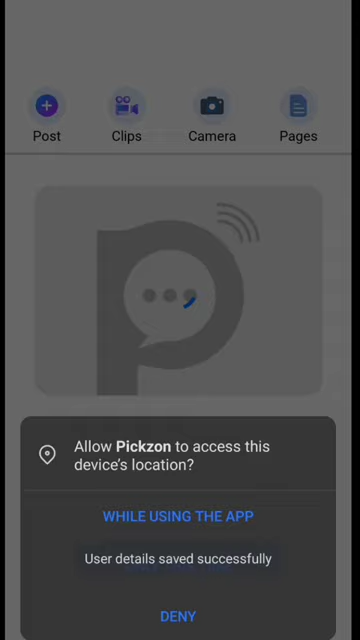 Post
Clips
Camera
Pages
Allow Pickzon to access this
device's location?
WHILE USING THE APP
User details saved successfully
DENY